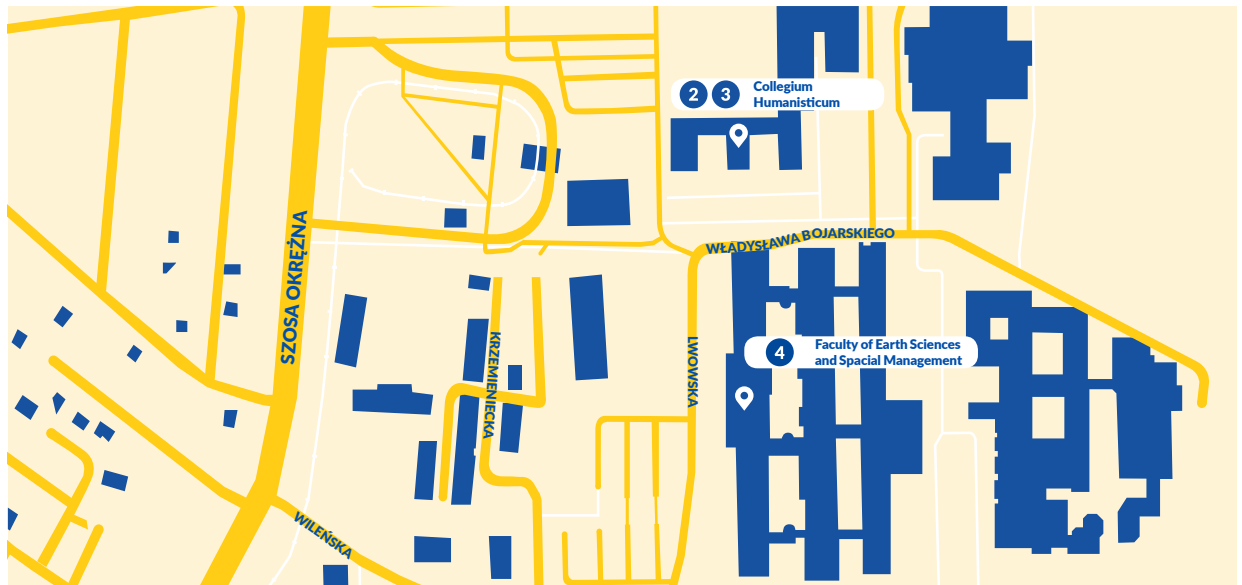 2 3 Collegium
Humanisticum
WŁADYSŁAWA BOJARSKIEGO
SZOSA OKRĘŻNA
4 Faculty of Earth Sciences
and Spacial Management
KRZEMIENIECKA
LWOWSKA
WILEŃSKA